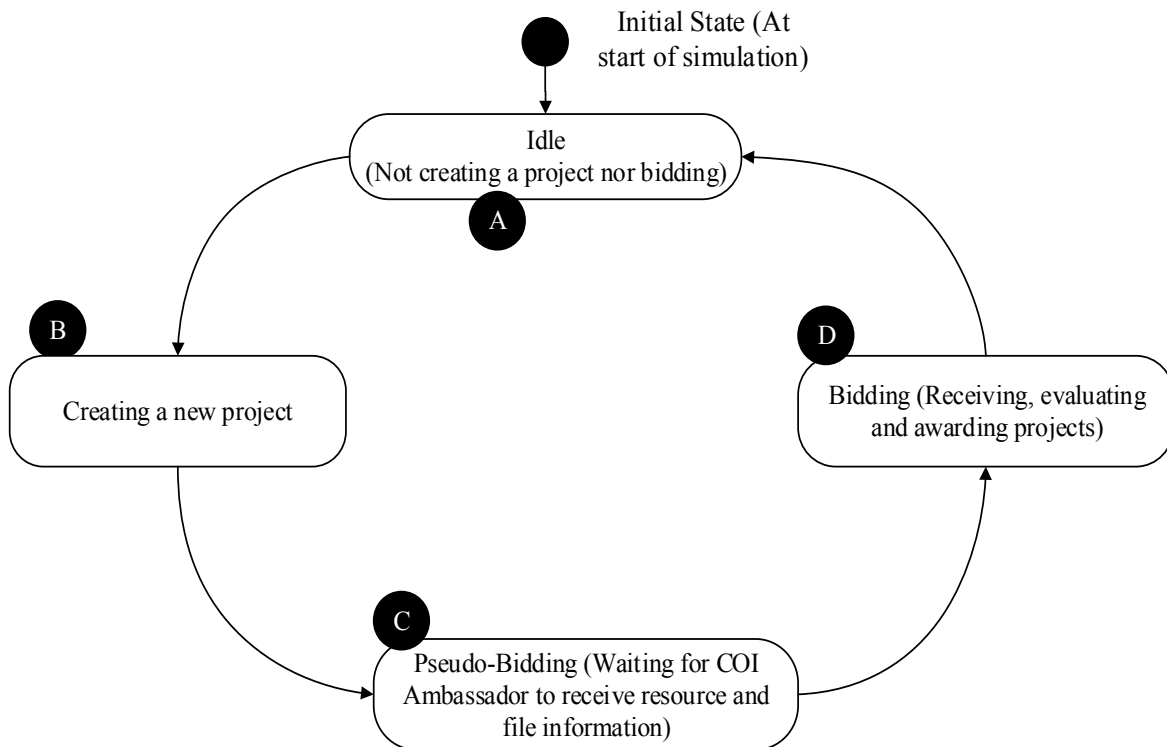 Initial State (At
start of simulation)
Idle
(Not creating a project nor bidding)
A
B
Creating a new project
D
Bidding (Receiving, evaluating
and awarding projects)
C
Pseudo-Bidding (Waiting for COI
Ambassador to receive resource and
file information)